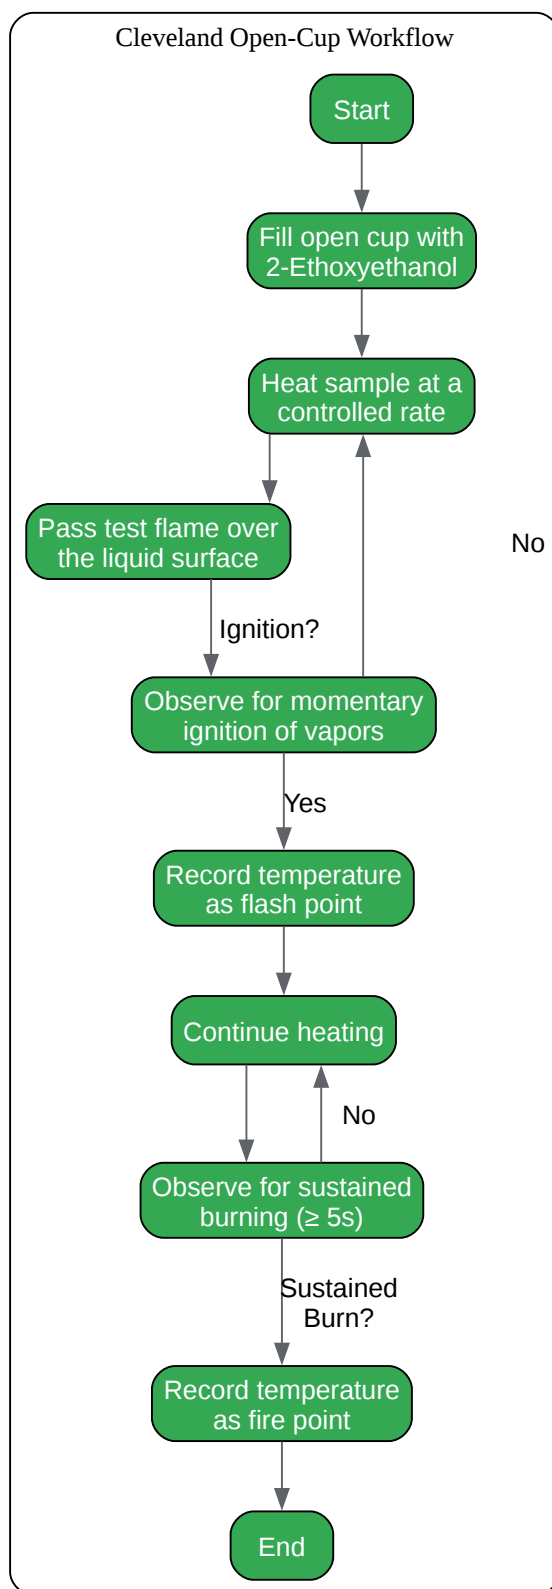 Cleveland Open-Cup Workflow
Start
Fill open cup with
2-Ethoxyethanol
Heat sample at a
controlled rate
Pass test flame over
the liquid surface
No
Ignition?
Observe for momentary
ignition of vapors
Yes
Record temperature
as flash point
Continue heating
No
Observe for sustained
burning (≥ 5s)
Sustained
Burn?
Record temperature
as fire point
End